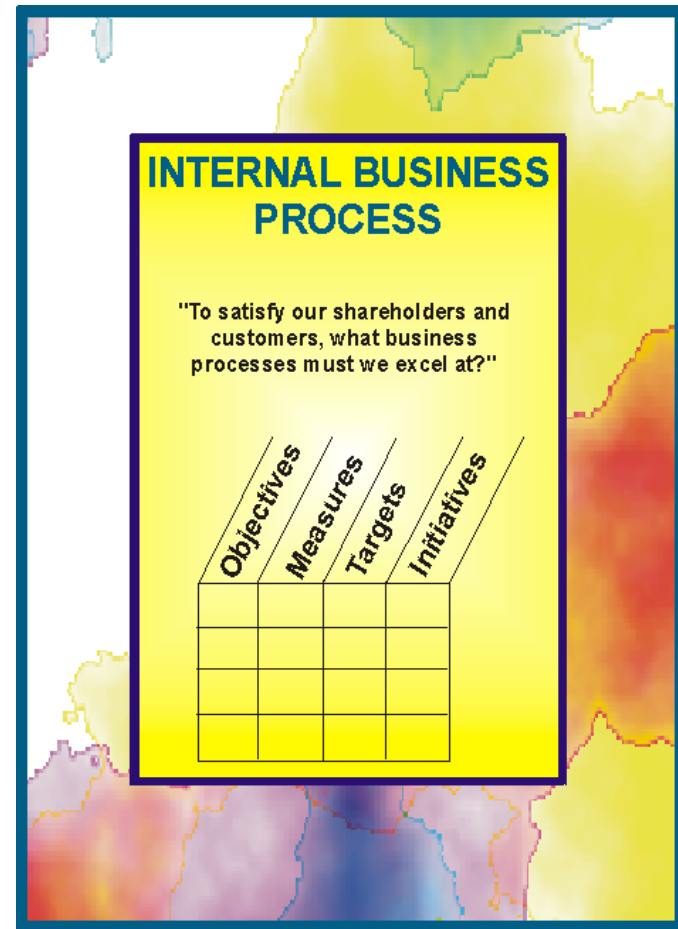 INTERNAL BUSINESS
PROCESS
"To satisfy our shareholders and
customers, what business
processes must we excel at?"
Objectives
Measures
Targets
Initiatives